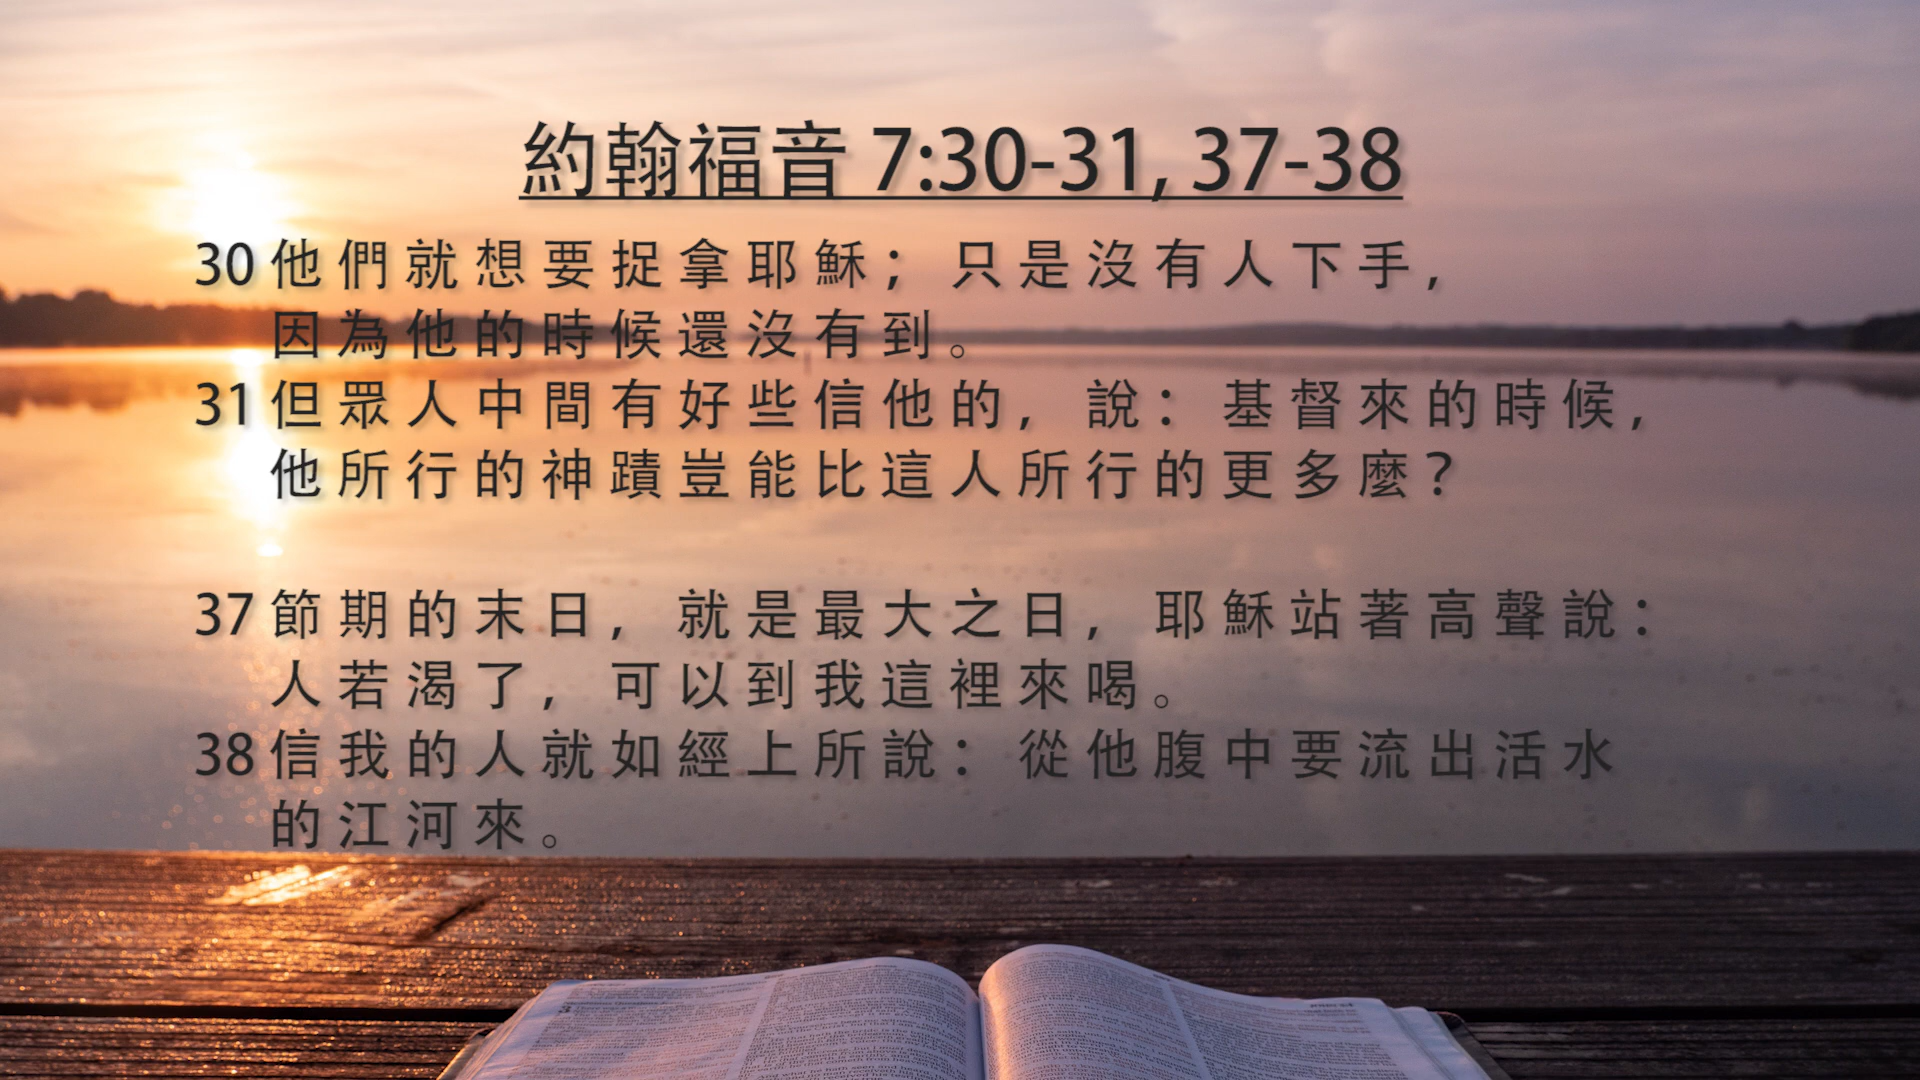 約翰福音 7:30-31, 37-38
30 他們就想要捉拿耶穌；只是沒有人下手，
因為他的時候還沒有到。
31 但眾人中間有好些信他的，說：基督來的時候，
他所行的神蹟豈能比這人所行的更多麼？
37 節期的末日，就是最大之日，耶穌站著高聲說：
人若渴了，可以到我這裡來喝。
38 信我的人就如經上所說：從他腹中要流出活水
的江河來。